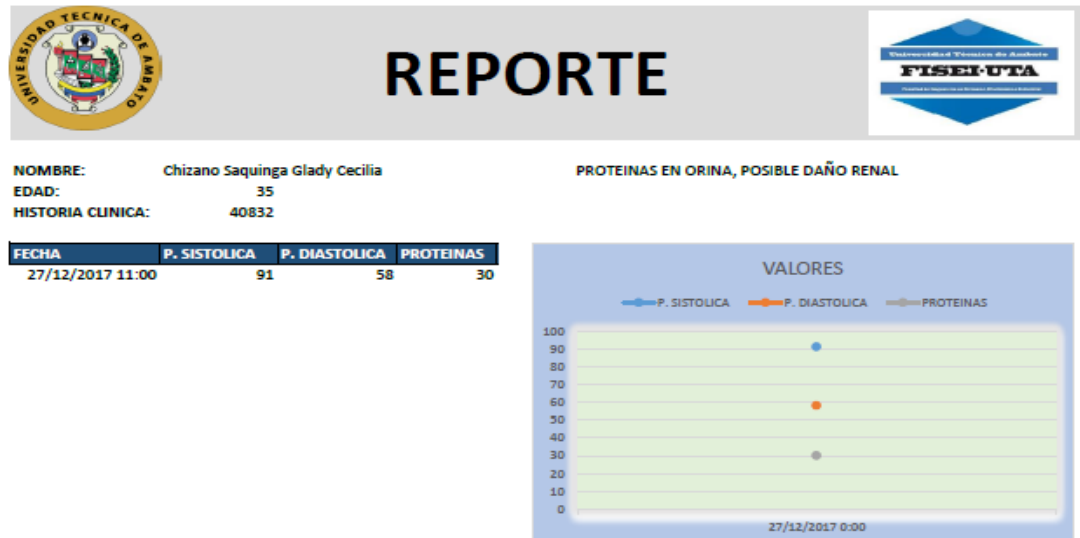 UNIVERSIDAD TECNICA DE AMBATO
REPORTE
Universidad Técnica de Ambato
FISEI-UTA
NOMBRE: Chizano Saquinga Glady Cecilia
PROTEINAS EN ORINA, POSIBLE DAÑO RENAL
EDAD: 35
HISTORIA CLINICA: 40832
FECHA P. SISTOLICA P. DIASTOLICA PROTEINAS
27/12/2017 11:00 91 58 30
VALORES
P. SISTOLICA P. DIASTOLICA PROTEINAS
100
90
80
70
60
50
40
30
20
10
0
27/12/2017 0:00